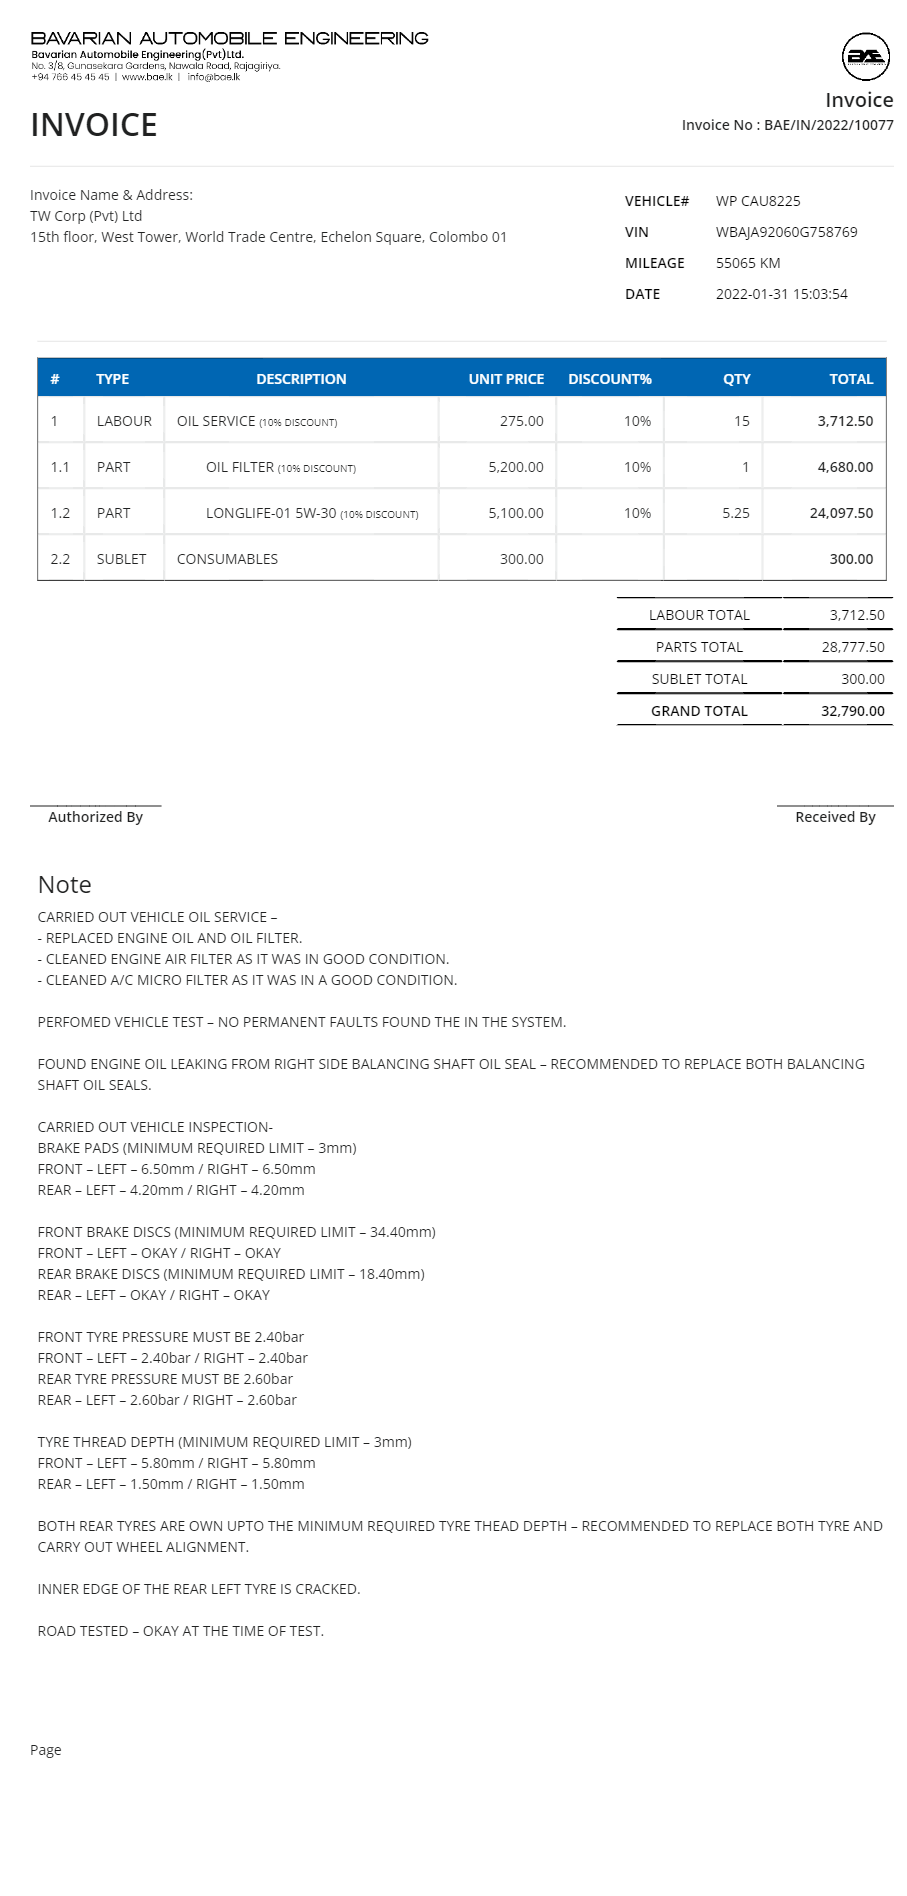 BAVARIAN AUTOMOBILE ENGINEERING
Bavarian Automobile Engineering(Pvt)Ltd.
No. 3/8, Gunasekara Gardens, Nawala Road, Rajagiriya.
+94 766 45 45 45 | www.bae.lk | info@bae.lk
BAE
Invoice
INVOICE
Invoice No : BAE/IN/2022/10077
Invoice Name & Address:
TW Corp (Pvt) Ltd
15th floor, West Tower, World Trade Centre, Echelon Square, Colombo 01
VEHICLE# WP CAU8225
VIN WBAJA92060G758769
MILEAGE 55065 KM
DATE 2022-01-31 15:03:54
# TYPE DESCRIPTION UNIT PRICE DISCOUNT% QTY TOTAL
1 LABOUR OIL SERVICE (10% DISCOUNT) 275.00 10% 15 3,712.50
1.1 PART OIL FILTER (10% DISCOUNT) 5,200.00 10% 1 4,680.00
1.2 PART LONGLIFE-01 5W-30 (10% DISCOUNT) 5,100.00 10% 5.25 24,097.50
2.2 SUBLET CONSUMABLES 300.00 300.00
LABOUR TOTAL 3,712.50
PARTS TOTAL 28,777.50
SUBLET TOTAL 300.00
GRAND TOTAL 32,790.00
Authorized By Received By
Note
CARRIED OUT VEHICLE OIL SERVICE –
- REPLACED ENGINE OIL AND OIL FILTER.
- CLEANED ENGINE AIR FILTER AS IT WAS IN GOOD CONDITION.
- CLEANED A/C MICRO FILTER AS IT WAS IN A GOOD CONDITION.
PERFOMED VEHICLE TEST – NO PERMANENT FAULTS FOUND THE IN THE SYSTEM.
FOUND ENGINE OIL LEAKING FROM RIGHT SIDE BALANCING SHAFT OIL SEAL – RECOMMENDED TO REPLACE BOTH BALANCING
SHAFT OIL SEALS.
CARRIED OUT VEHICLE INSPECTION-
BRAKE PADS (MINIMUM REQUIRED LIMIT – 3mm)
FRONT – LEFT – 6.50mm / RIGHT – 6.50mm
REAR – LEFT – 4.20mm / RIGHT – 4.20mm
FRONT BRAKE DISCS (MINIMUM REQUIRED LIMIT – 34.40mm)
FRONT – LEFT – OKAY / RIGHT – OKAY
REAR BRAKE DISCS (MINIMUM REQUIRED LIMIT – 18.40mm)
REAR – LEFT – OKAY / RIGHT – OKAY
FRONT TYRE PRESSURE MUST BE 2.40bar
FRONT – LEFT – 2.40bar / RIGHT – 2.40bar
REAR TYRE PRESSURE MUST BE 2.60bar
REAR – LEFT – 2.60bar / RIGHT – 2.60bar
TYRE THREAD DEPTH (MINIMUM REQUIRED LIMIT – 3mm)
FRONT – LEFT – 5.80mm / RIGHT – 5.80mm
REAR – LEFT – 1.50mm / RIGHT – 1.50mm
BOTH REAR TYRES ARE OWN UPTO THE MINIMUM REQUIRED TYRE THEAD DEPTH – RECOMMENDED TO REPLACE BOTH TYRE AND
CARRY OUT WHEEL ALIGNMENT.
INNER EDGE OF THE REAR LEFT TYRE IS CRACKED.
ROAD TESTED – OKAY AT THE TIME OF TEST.
Page